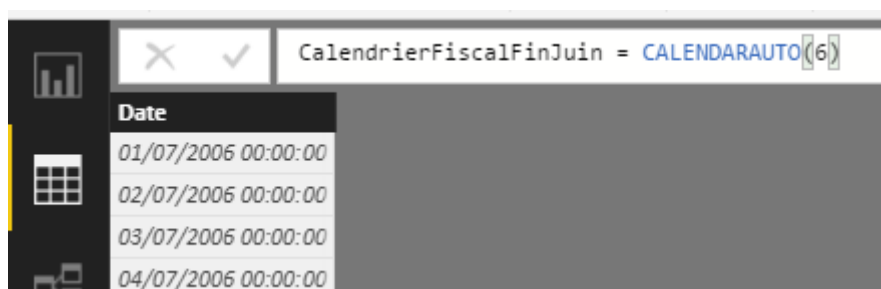 CalendrierFiscalFinJuin = CALENDARAUTO(6)
Date
01/07/2006 00:00:00
02/07/2006 00:00:00
03/07/2006 00:00:00
04/07/2006 00:00:00